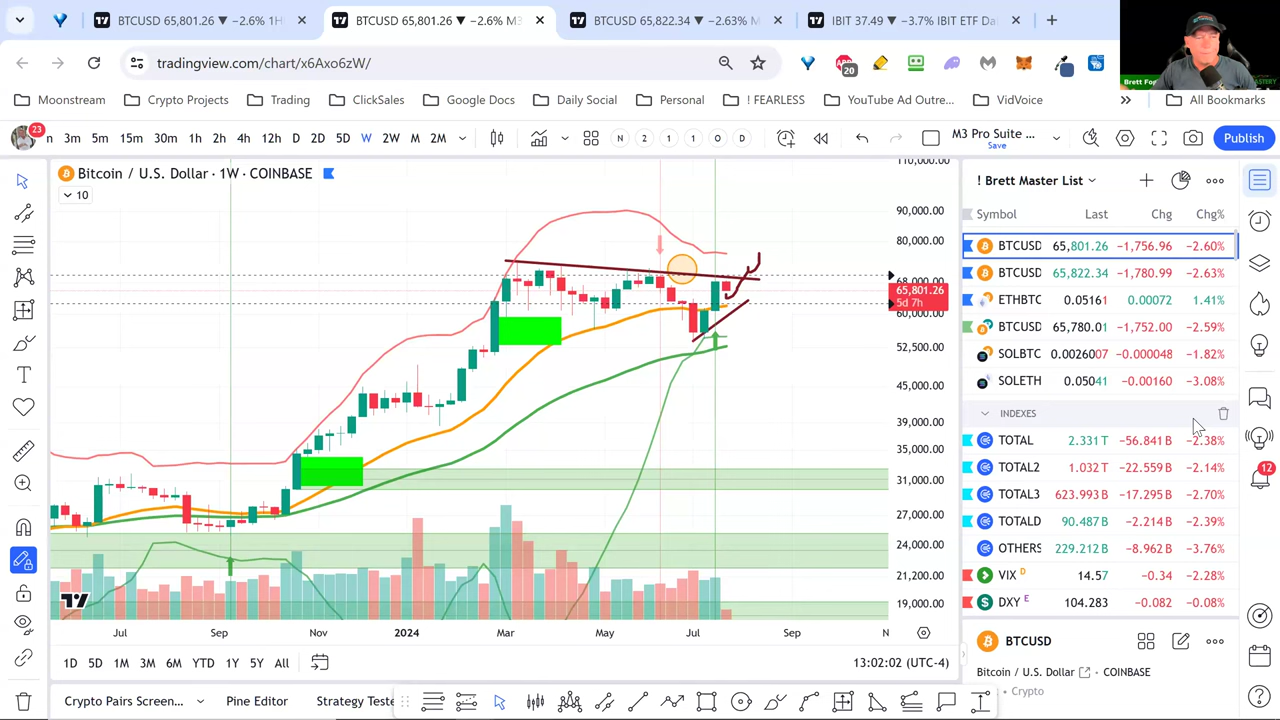 BTCUSD 65,801.26 ▼ −2.6% 1H
BTCUSD 65,801.26 ▼ −2.6% M3
BTCUSD 65,822.34 ▼ −2.63% M
IBIT 37.49 ▼ −3.7% IBIT ETF Da
tradingview.com/chart/x6Axo6zW/
20
Moonstream
Crypto Projects
Trading
ClickSales
Google Docs
Daily Social
Personal
! FEARLESS
YouTube Ad Outre...
VidVoice
All Bookmarks
23
3m 5m 15m 30m 1h 2h 4h 12h D 2D 5D W 2W M 2M
N 2 1 1 O D
M3 Pro Suite ...
Save
Publish
Bitcoin / U.S. Dollar · 1W · COINBASE
10
110,000.00
90,000.00
80,000.00
68,000.00
65,801.26
5d 7h
60,000.00
52,500.00
45,000.00
39,000.00
35,000.00
31,000.00
27,000.00
24,000.00
21,200.00
19,000.00
Jul Sep Nov 2024 Mar May Jul Sep N
1D 5D 1M 3M 6M YTD 1Y 5Y All
13:02:02 (UTC-4)
Crypto Pairs Screen...
Pine Editor
Strategy Teste
! Brett Master List
Symbol Last Chg Chg%
BTCUSD 65,801.26 −1,756.96 −2.60%
BTCUSD 65,822.34 −1,780.99 −2.63%
ETHBTC 0.05161 0.00072 1.41%
BTCUSD 65,780.01 −1,752.00 −2.59%
SOLBTC 0.0026007 −0.000048 −1.82%
SOLETH 0.05041 −0.00160 −3.08%
INDEXES
TOTAL 2.331 T −56.841 B −2.38%
TOTAL2 1.032 T −22.559 B −2.14%
TOTAL3 623.993 B −17.295 B −2.70%
TOTALD 90.487 B −2.214 B −2.39%
OTHERS 229.212 B −8.962 B −3.76%
VIX D 14.57 −0.34 −2.28%
DXY E 104.283 −0.082 −0.08%
12
BTCUSD
Bitcoin / U.S. Dollar
COINBASE
Crypto